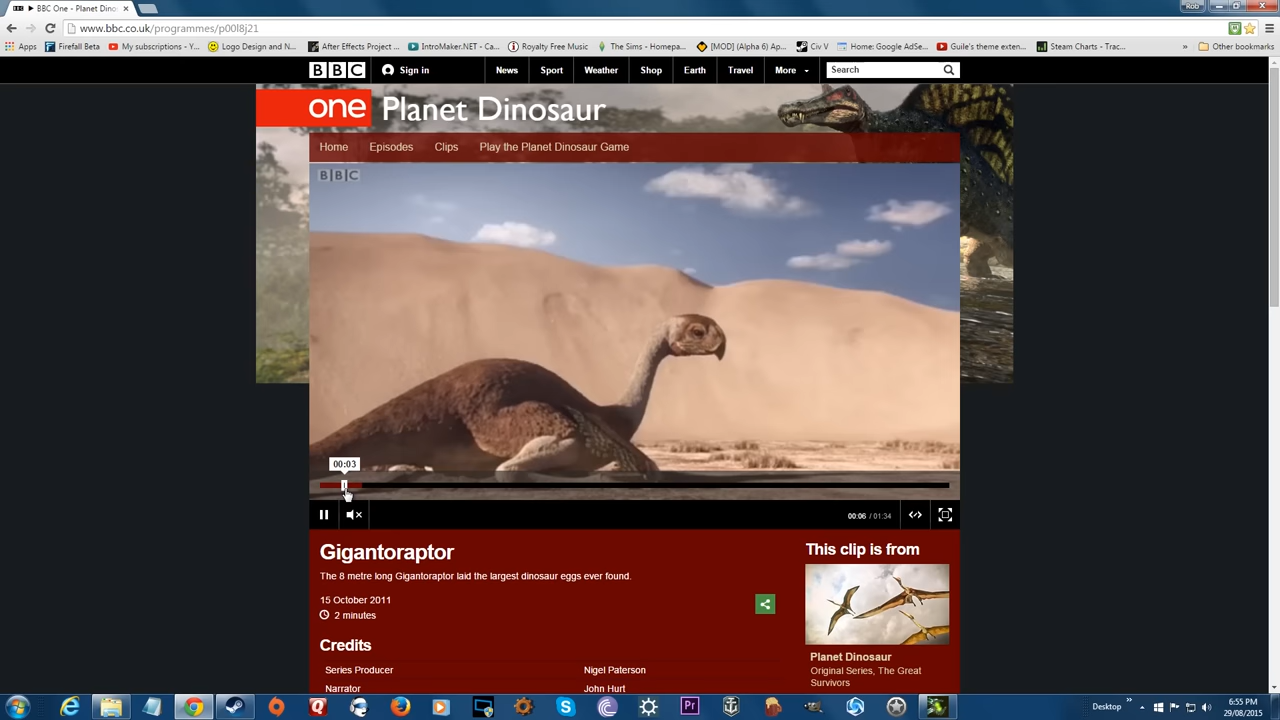 BBC One - Planet Dinos
Rob
www.bbc.co.uk/programmes/p00l8j21
Apps Firefall Beta My subscriptions - Y... Logo Design and N... After Effects Project ... IntroMaker.NET - Ca... Royalty Free Music The Sims - Homepa... [MOD] (Alpha 6) Ap... Civ V Home: Google AdSe... Guile's theme exten... Steam Charts - Trac... » Other bookmarks
BBC Sign in News Sport Weather Shop Earth Travel More Search
one Planet Dinosaur
Home Episodes Clips Play the Planet Dinosaur Game
BBC
00:03
00:06 / 01:34
Gigantoraptor
The 8 metre long Gigantoraptor laid the largest dinosaur eggs ever found.
15 October 2011
2 minutes
Credits
Series Producer Nigel Paterson
Narrator John Hurt
This clip is from
Planet Dinosaur
Original Series, The Great
Survivors
Pr
Desktop »
6:55 PM
29/08/2015